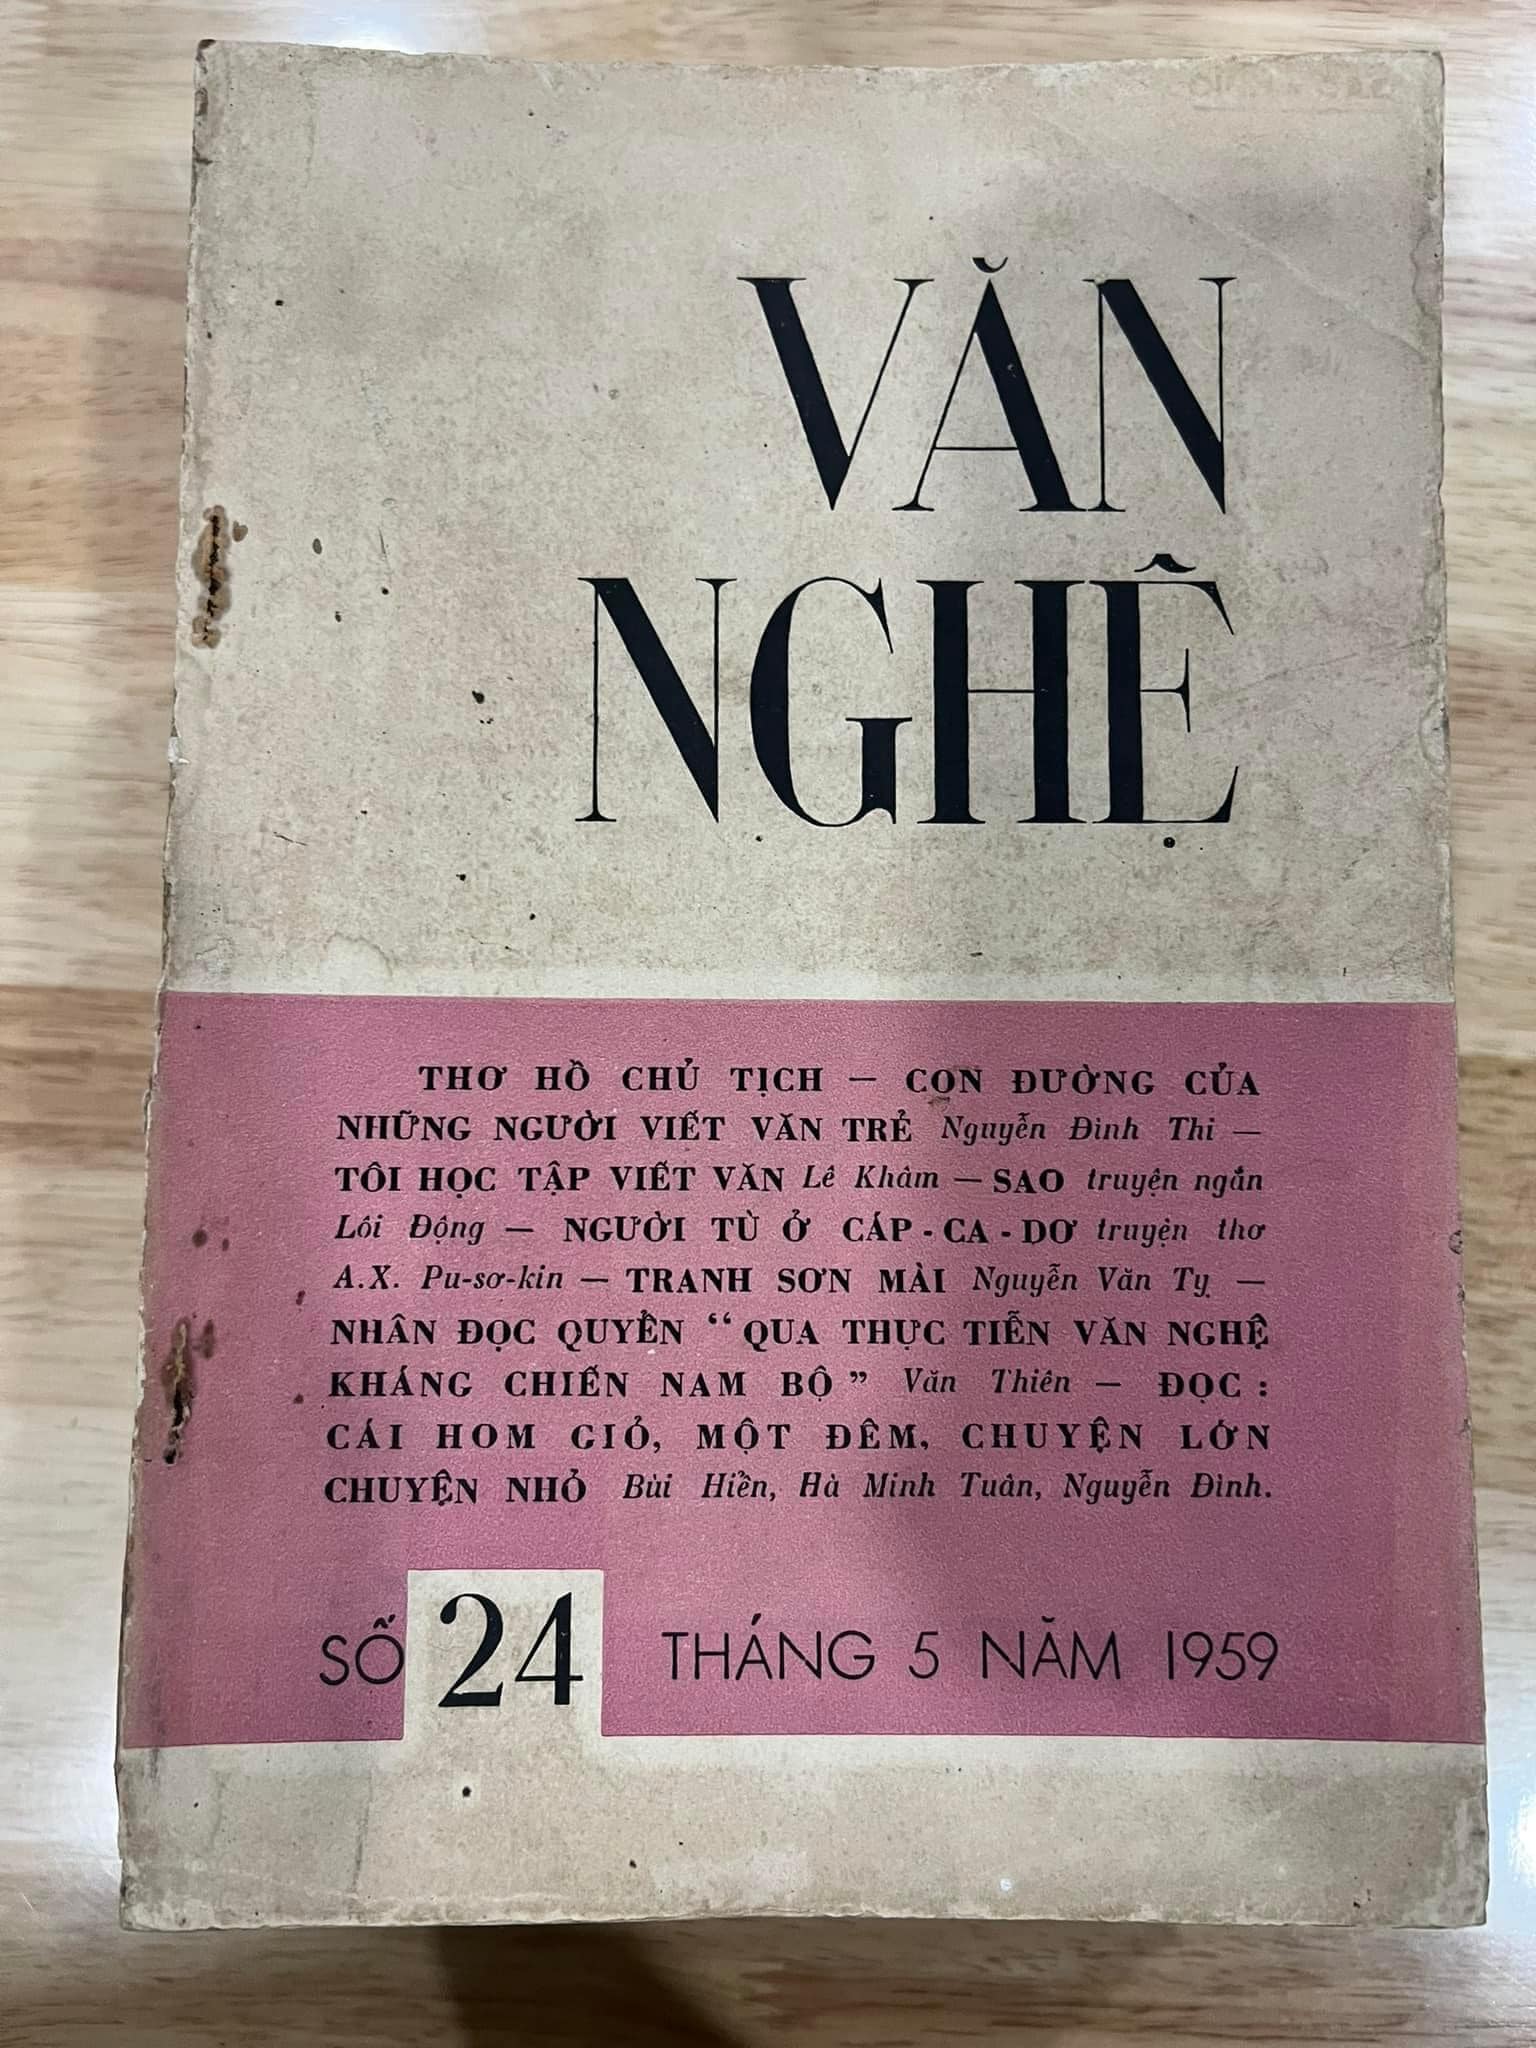 VĂN
NGHỆ
THƠ HỒ CHỦ TỊCH — CON ĐƯỜNG CỦA
NHỮNG NGƯỜI VIẾT VĂN TRẺ Nguyễn Đình Thi —
TÔI HỌC TẬP VIẾT VĂN Lê Khâm — SAO truyện ngắn
Lôi Động — NGƯỜI TÙ Ở CÁP - CA - DƠ truyện thơ
A.X. Pu-sơ-kin — TRANH SƠN MÀI Nguyễn Văn Tỵ —
NHÂN ĐỌC QUYỂN “QUA THỰC TIỄN VĂN NGHỆ
KHÁNG CHIẾN NAM BỘ” Văn Thiên — ĐỌC :
CÁI HOM GIỎ, MỘT ĐÊM, CHUYỆN LỚN
CHUYỆN NHỎ Bùi Hiển, Hà Minh Tuân, Nguyễn Đình.
SỐ 24 THÁNG 5 NĂM 1959